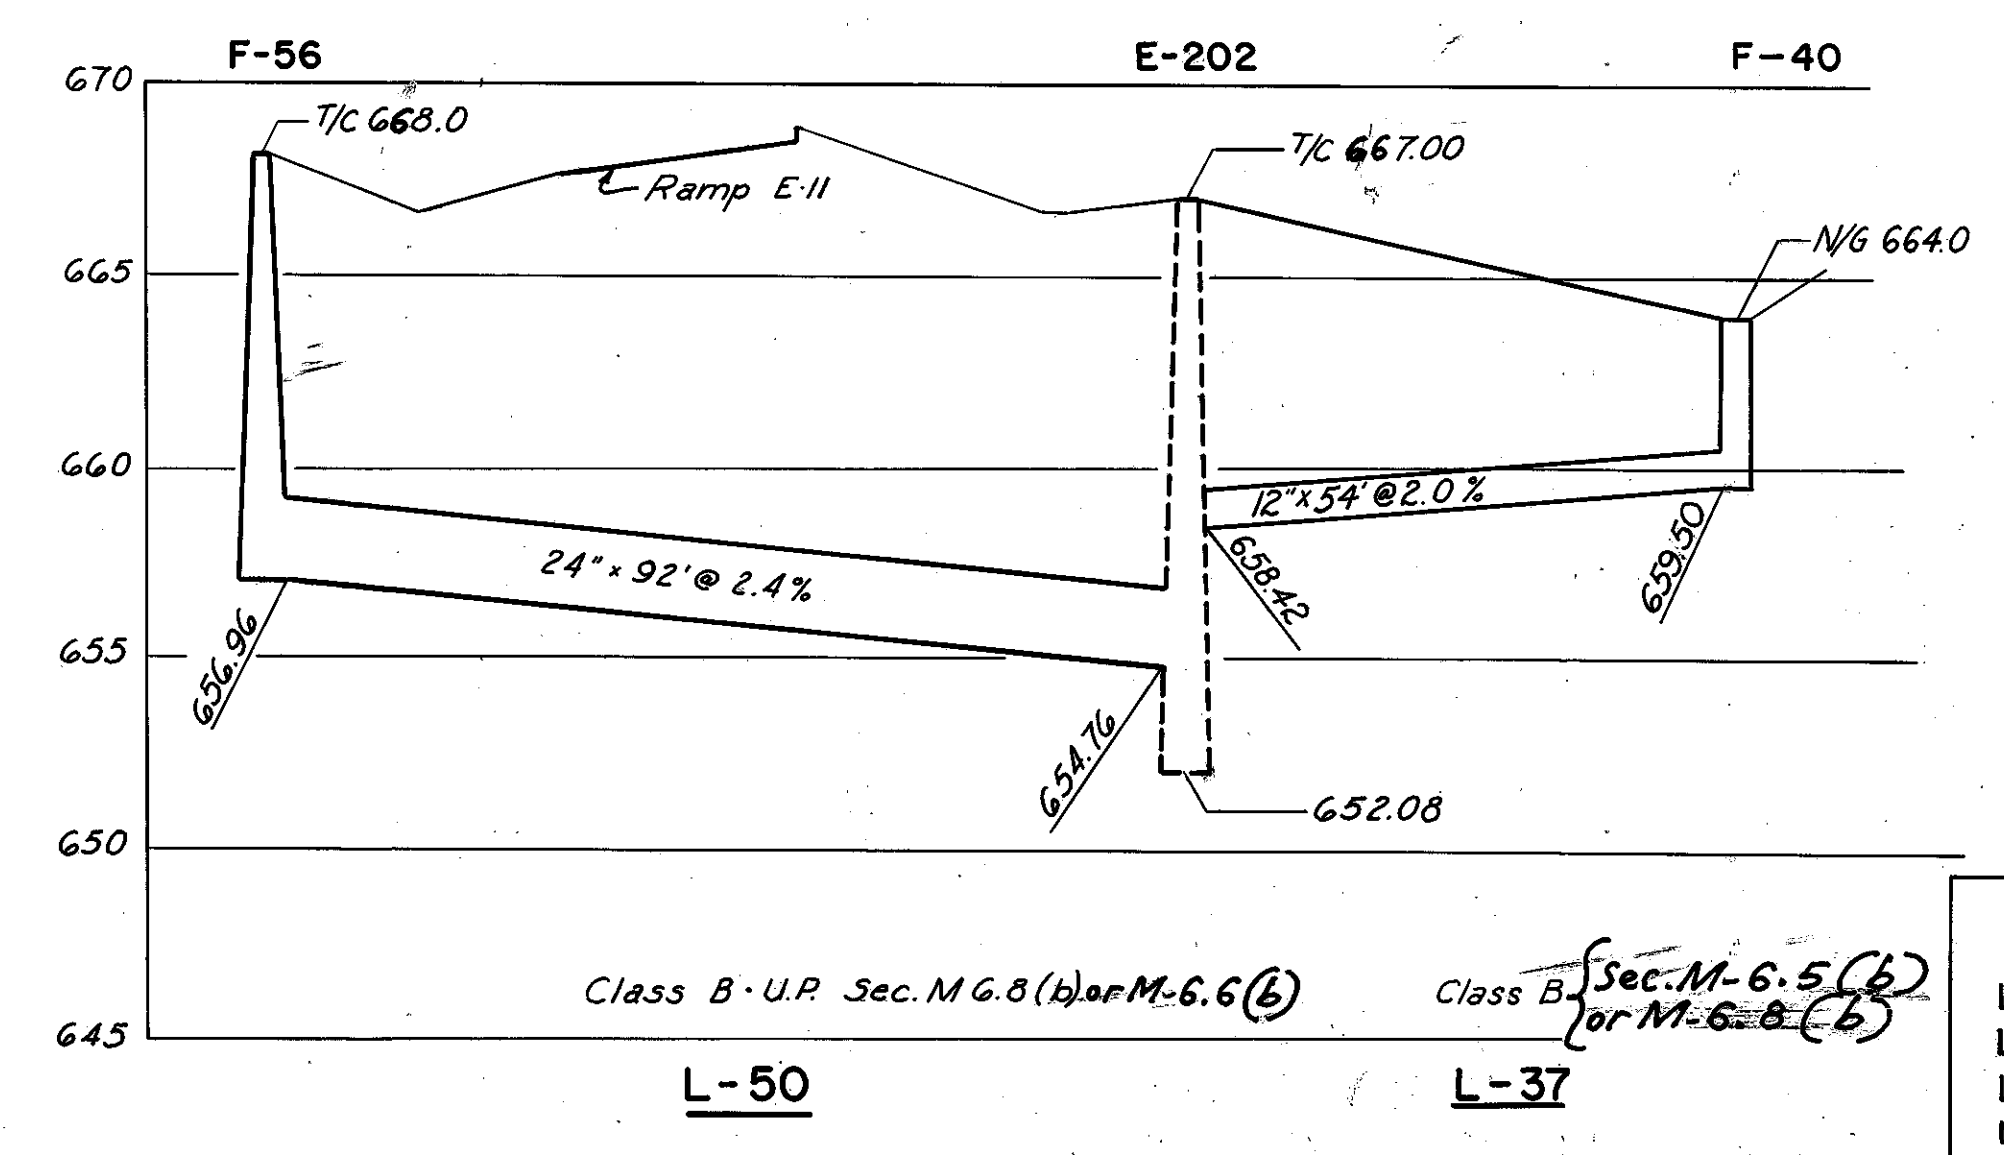 F-56 E-202 F-40
670
T/C 668.0
T/C 667.00
Ramp E-11
N/G 664.0
665
660
12"x54' @ 2.0%
24" x 92' @ 2.4%
658.42
659.50
656.96
655
654.76
652.08
650
Class B · U.P. Sec. M 6.8(b) or M-6.6(b)
Class B { Sec. M-6.5(b)
or M-6.8(b)
645
L-50 L-37